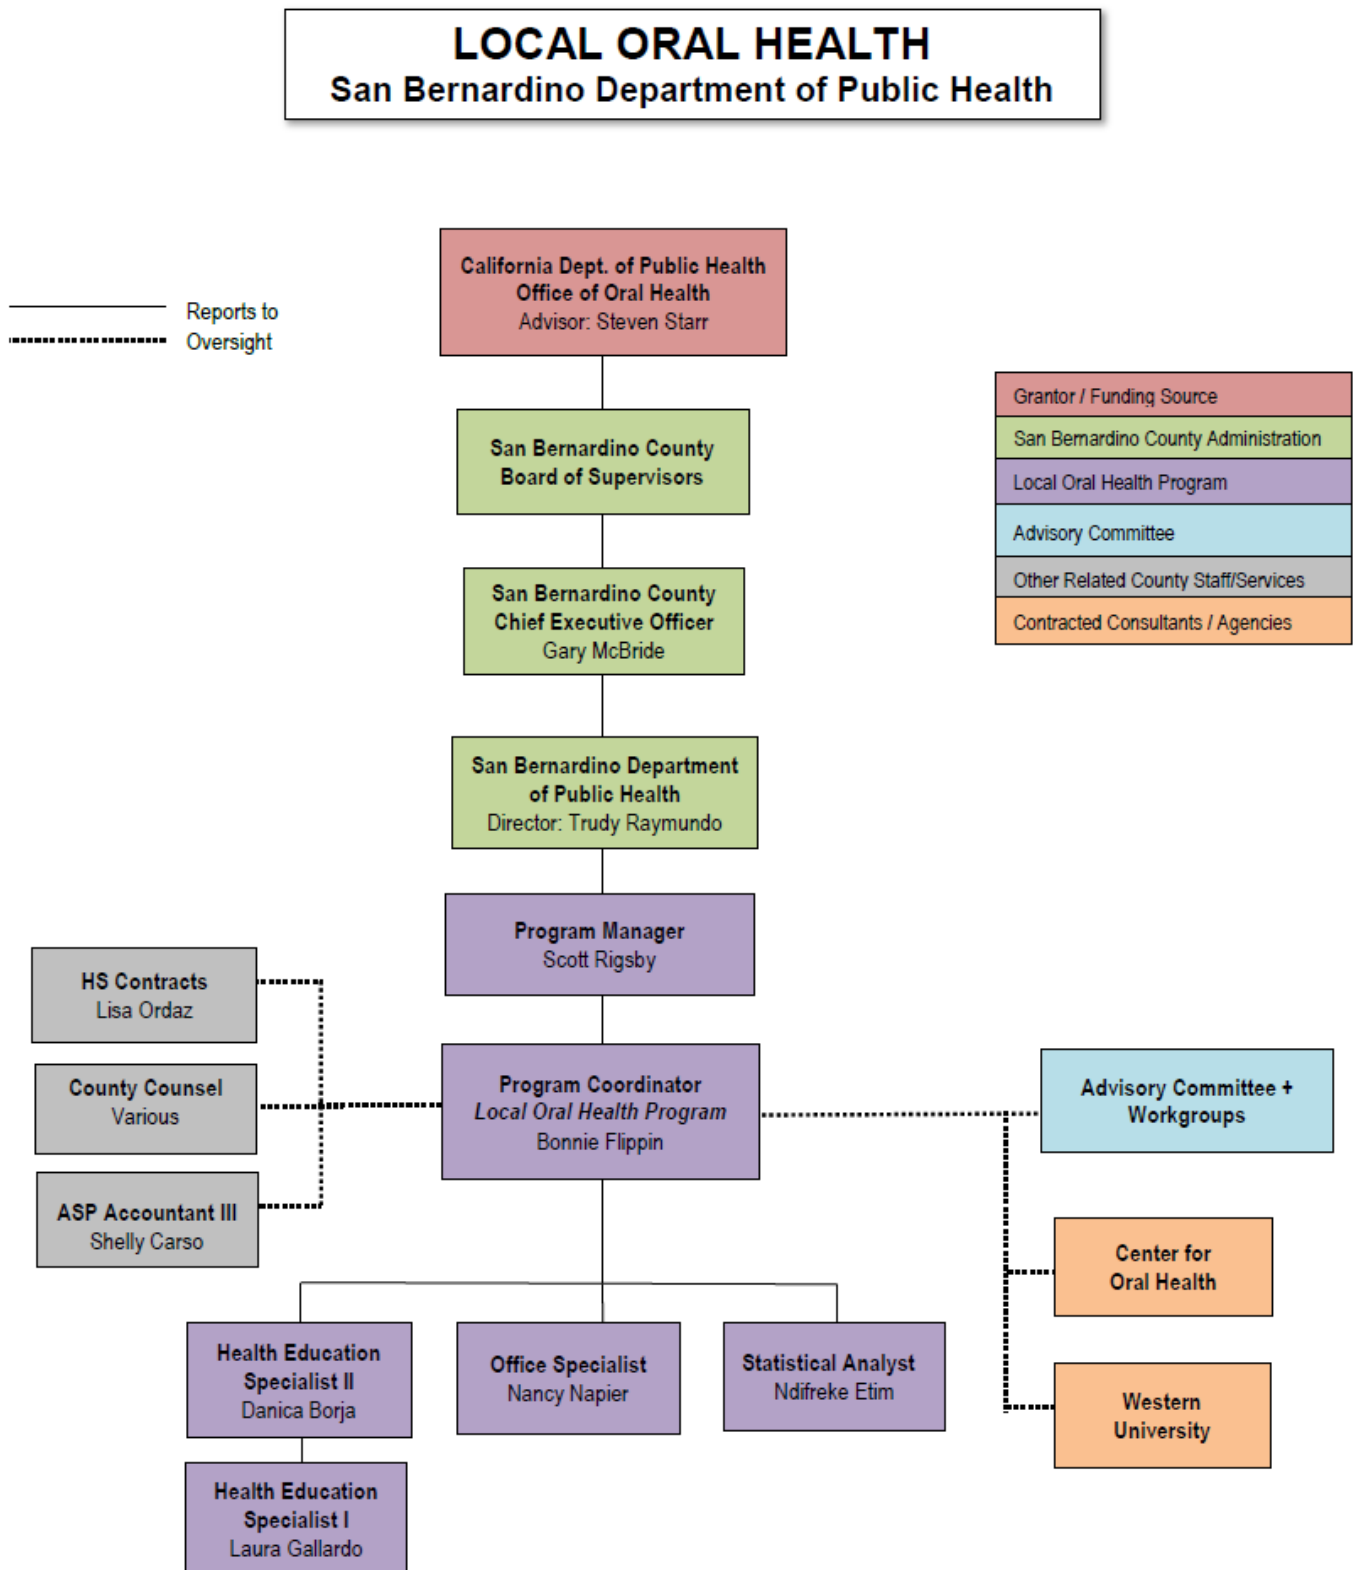 LOCAL ORAL HEALTH
San Bernardino Department of Public Health
Reports to
Oversight
California Dept. of Public Health
Office of Oral Health
Advisor: Steven Starr
Grantor / Funding Source
San Bernardino County Administration
Local Oral Health Program
Advisory Committee
Other Related County Staff/Services
Contracted Consultants / Agencies
San Bernardino County
Board of Supervisors
San Bernardino County
Chief Executive Officer
Gary McBride
San Bernardino Department
of Public Health
Director: Trudy Raymundo
Program Manager
Scott Rigsby
HS Contracts
Lisa Ordaz
County Counsel
Various
ASP Accountant III
Shelly Carso
Program Coordinator
Local Oral Health Program
Bonnie Flippin
Advisory Committee +
Workgroups
Center for
Oral Health
Western
University
Health Education
Specialist II
Danica Borja
Office Specialist
Nancy Napier
Statistical Analyst
Ndifreke Etim
Health Education
Specialist I
Laura Gallardo